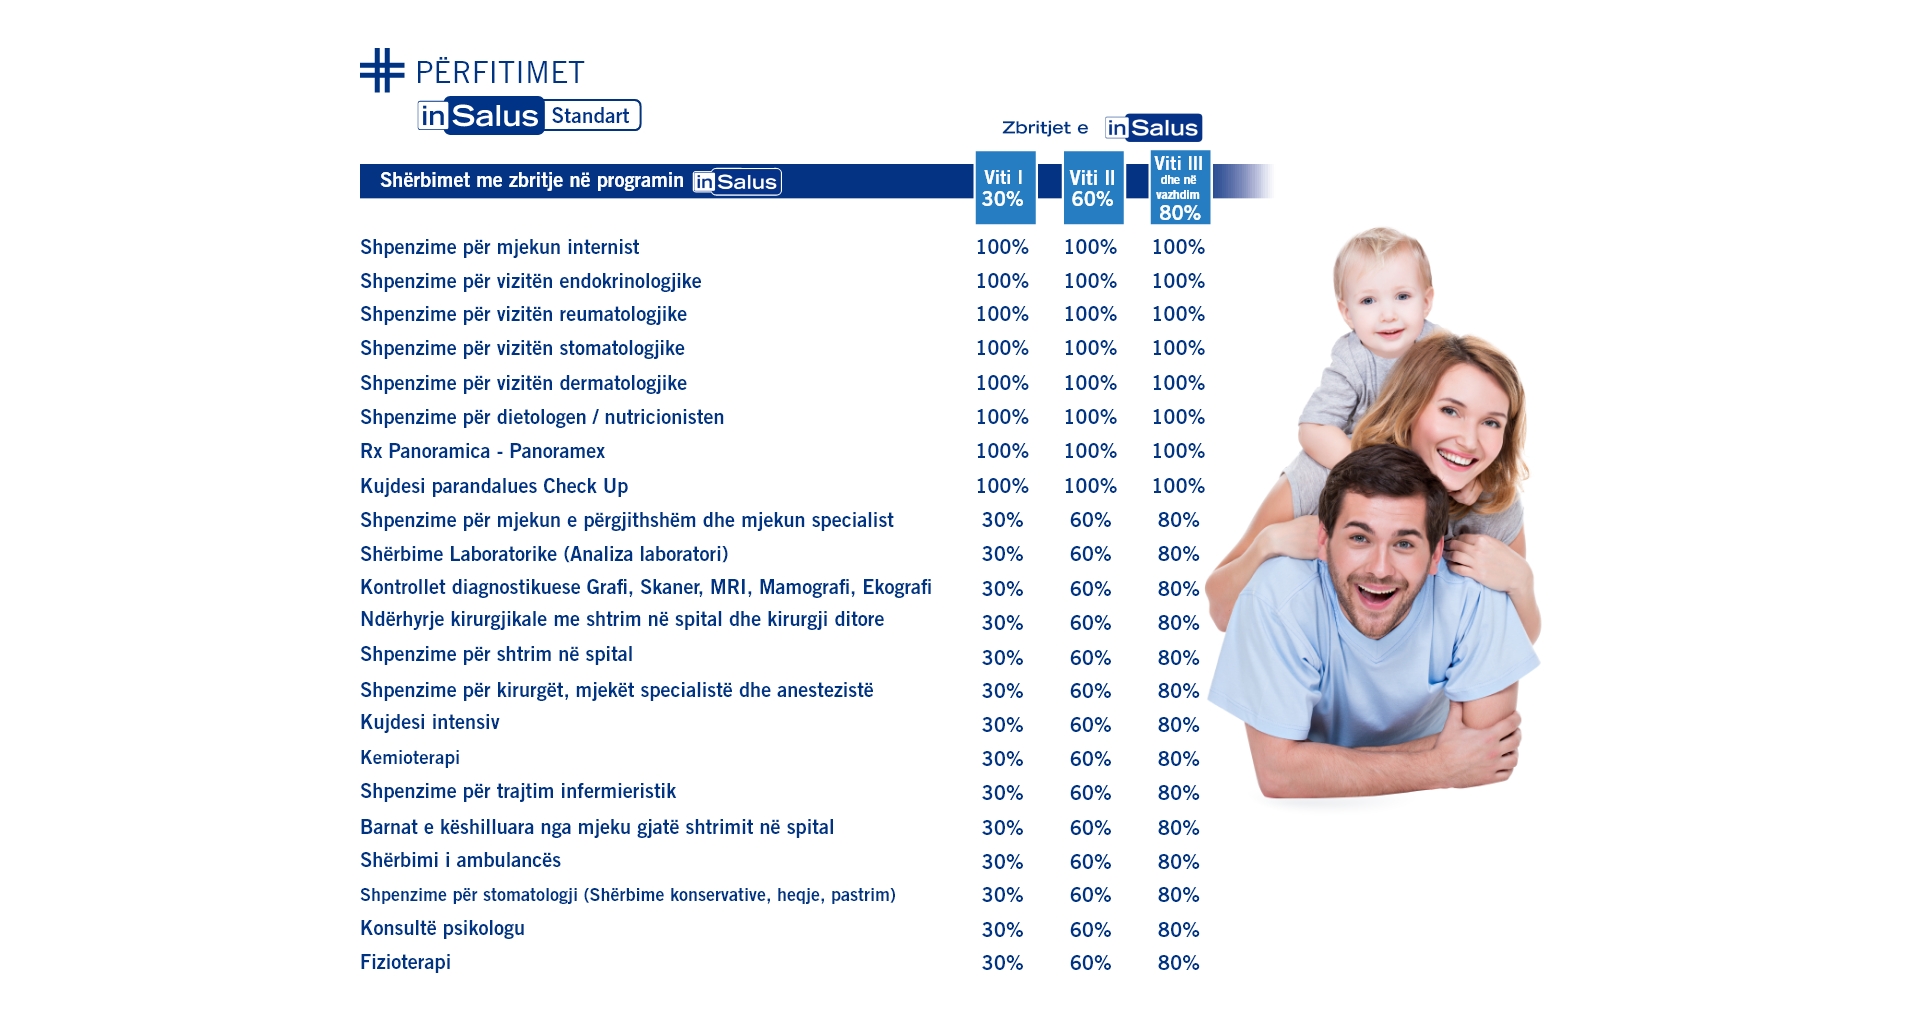 PËRFITIMET
inSalus Standart
Zbritjet e inSalus
Shërbimet me zbritje në programin inSalus
Viti I
30%
Viti II
60%
Viti III
dhe në
vazhdim
80%
Shpenzime për mjekun internist 100% 100% 100%
Shpenzime për vizitën endokrinologjike 100% 100% 100%
Shpenzime për vizitën reumatologjike 100% 100% 100%
Shpenzime për vizitën stomatologjike 100% 100% 100%
Shpenzime për vizitën dermatologjike 100% 100% 100%
Shpenzime për dietologen / nutricionisten 100% 100% 100%
Rx Panoramica - Panoramex 100% 100% 100%
Kujdesi parandalues Check Up 100% 100% 100%
Shpenzime për mjekun e përgjithshëm dhe mjekun specialist 30% 60% 80%
Shërbime Laboratorike (Analiza laboratori) 30% 60% 80%
Kontrollet diagnostikuese Grafi, Skaner, MRI, Mamografi, Ekografi 30% 60% 80%
Ndërhyrje kirurgjikale me shtrim në spital dhe kirurgji ditore 30% 60% 80%
Shpenzime për shtrim në spital 30% 60% 80%
Shpenzime për kirurgët, mjekët specialistë dhe anestezistë 30% 60% 80%
Kujdesi intensiv 30% 60% 80%
Kemioterapi 30% 60% 80%
Shpenzime për trajtim infermieristik 30% 60% 80%
Barnat e këshilluara nga mjeku gjatë shtrimit në spital 30% 60% 80%
Shërbimi i ambulancës 30% 60% 80%
Shpenzime për stomatologji (Shërbime konservative, heqje, pastrim) 30% 60% 80%
Konsultë psikologu 30% 60% 80%
Fizioterapi 30% 60% 80%